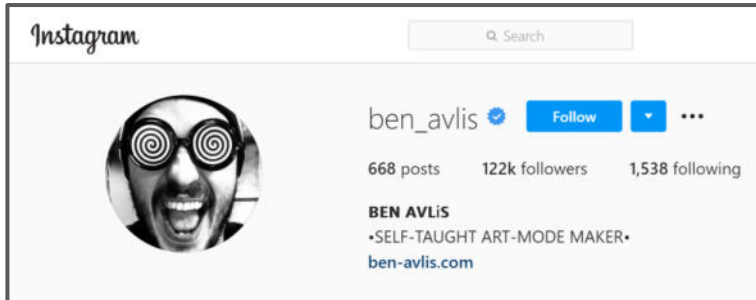 Instagram
Search
ben_avlis Follow
668 posts 122k followers 1,538 following
BEN AVLiS
•SELF-TAUGHT ART-MODE MAKER•
ben-avlis.com